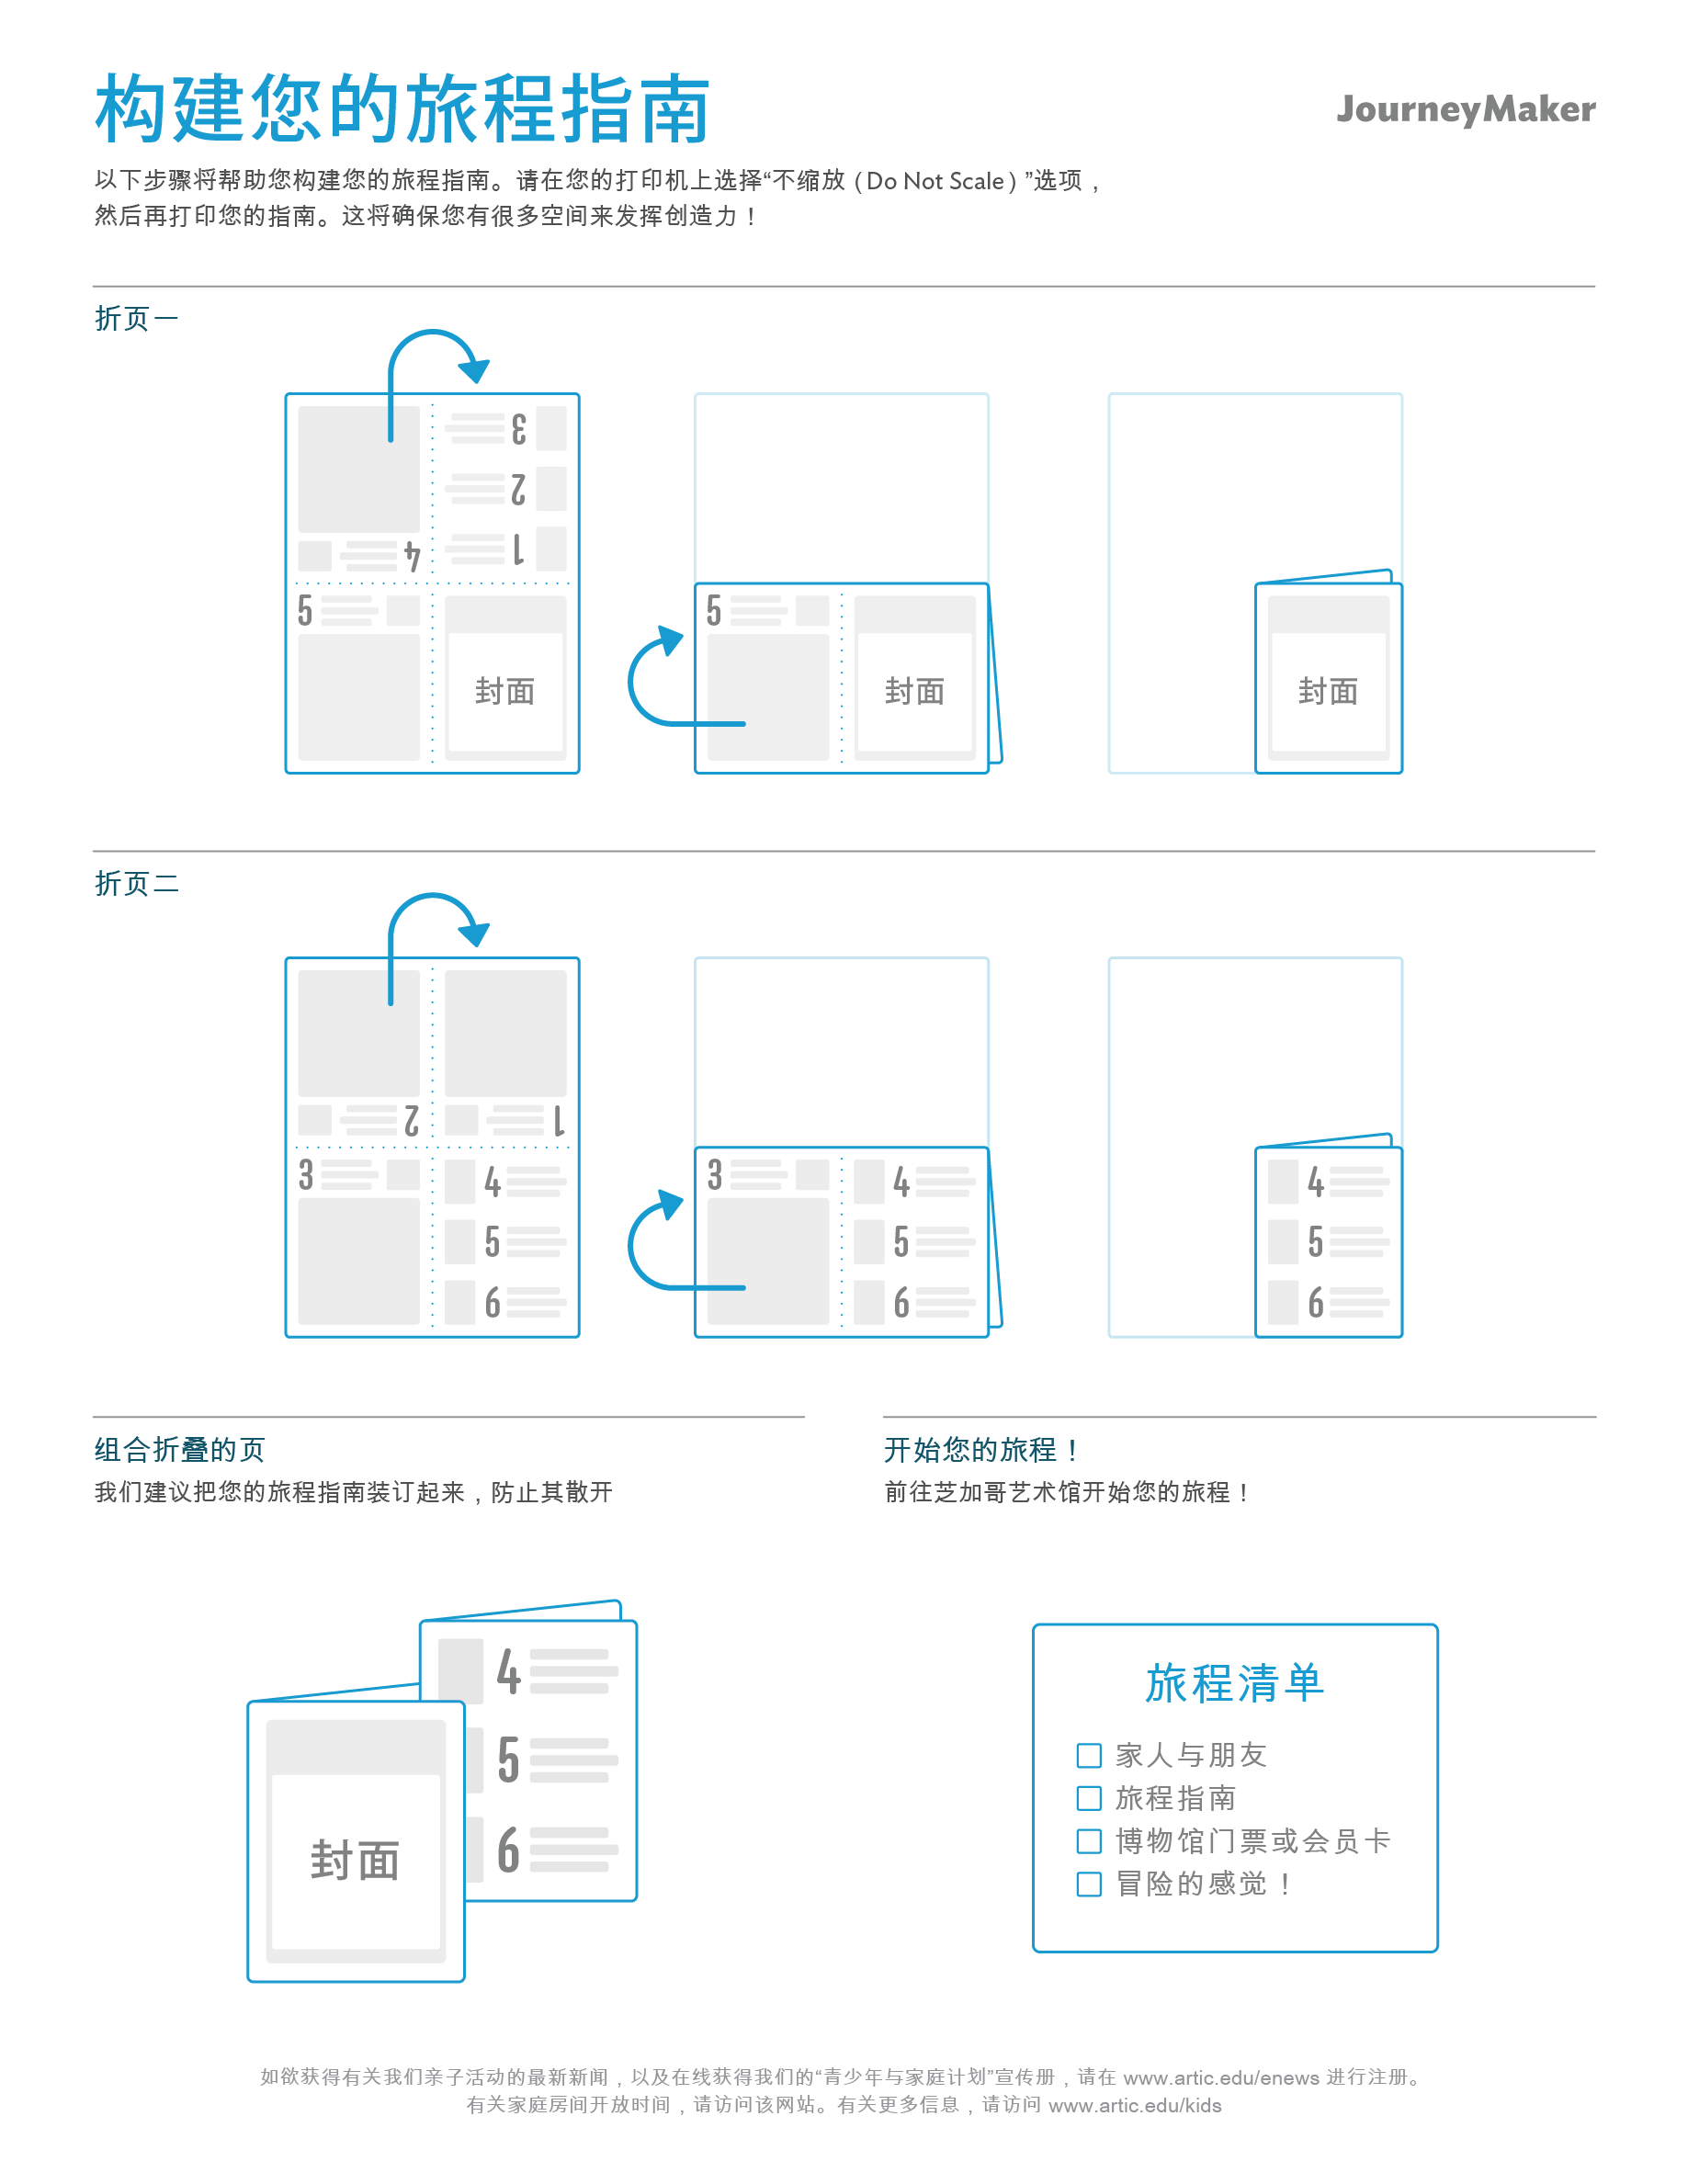 构建您的旅程指南
JourneyMaker
以下步骤将帮助您构建您的旅程指南。请在您的打印机上选择“不缩放（Do Not Scale）”选项，
然后再打印您的指南。这将确保您有很多空间来发挥创造力！
折页一
3
2
1
4
5
封面
5
封面
封面
折页二
2
1
3
4
5
6
3
4
5
6
4
5
6
组合折叠的页
我们建议把您的旅程指南装订起来，防止其散开
4
5
6
封面
开始您的旅程！
前往芝加哥艺术馆开始您的旅程！
旅程清单
家人与朋友
旅程指南
博物馆门票或会员卡
冒险的感觉！
如欲获得有关我们亲子活动的最新新闻，以及在线获得我们的“青少年与家庭计划”宣传册，请在 www.artic.edu/enews 进行注册。
有关家庭房间开放时间，请访问该网站。有关更多信息，请访问 www.artic.edu/kids